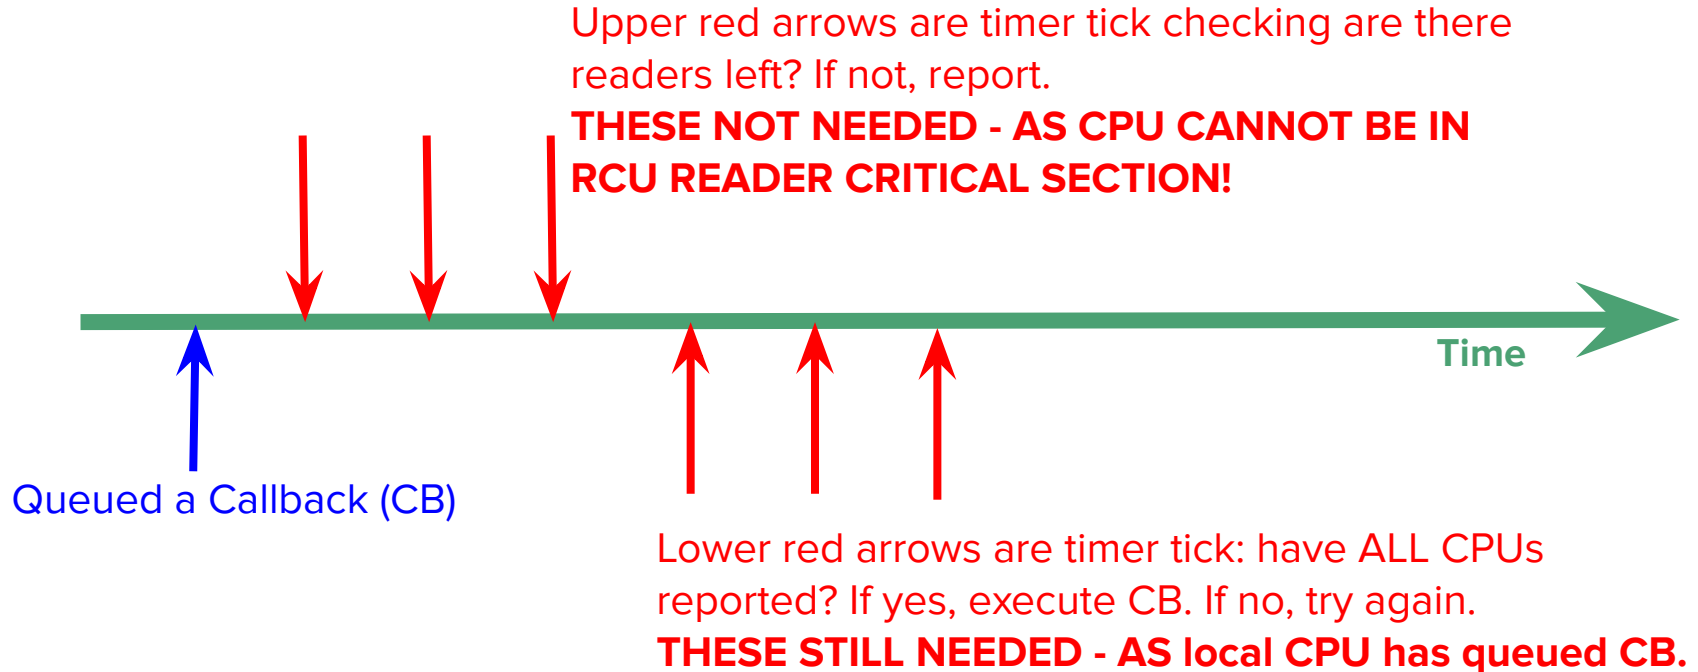 Upper red arrows are timer tick checking are there
readers left? If not, report.
THESE NOT NEEDED - AS CPU CANNOT BE IN
RCU READER CRITICAL SECTION!
Time
Queued a Callback (CB)
Lower red arrows are timer tick: have ALL CPUs
reported? If yes, execute CB. If no, try again.
THESE STILL NEEDED - AS local CPU has queued CB.